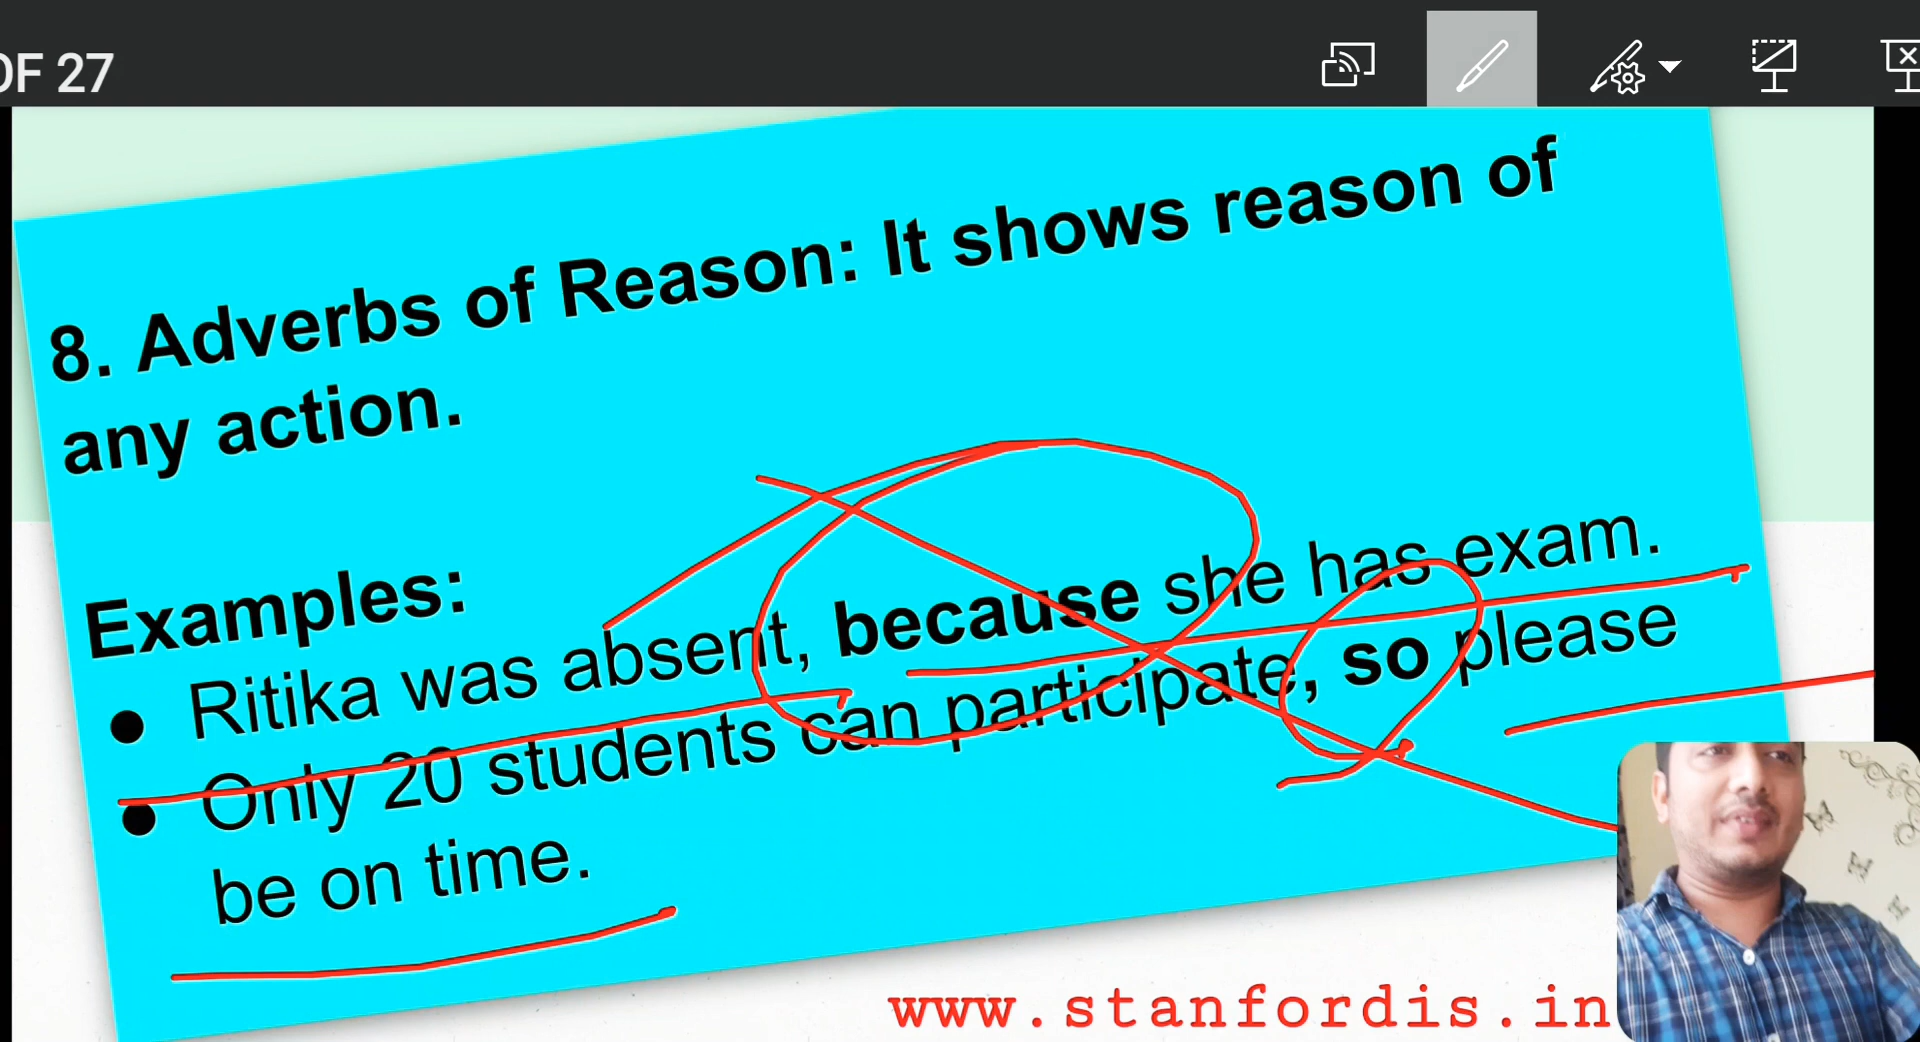 OF 27
8. Adverbs of Reason: It shows reason of
any action.
Examples:
● Ritika was absent, because she has exam.
● Only 20 students can participate, so please
be on time.
www.stanfordis.in